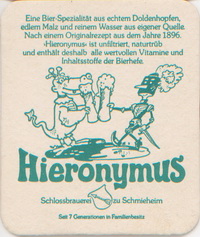 Eine Bier-Spezialität aus echtem Doldenhopfen,
edlem Malz und reinem Wasser aus eigener Quelle.
Nach einem Originalrezept aus dem Jahre 1896.
·Hieronymus· ist unfiltriert, naturtrüb
und enthält deshalb alle wertvollen Vitamine und
Inhaltsstoffe der Bierhefe.
Hieronymus
Schlossbrauerei zu Schmieheim
Seit 7 Generationen in Familienbesitz